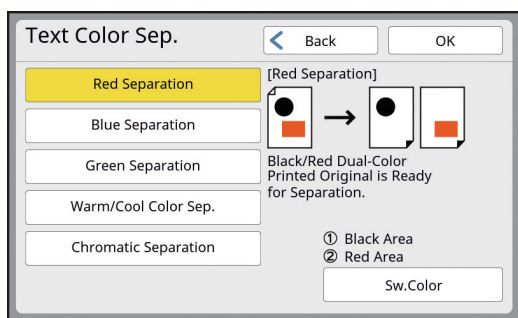 Text Color Sep.
Back
OK
Red Separation
Blue Separation
Green Separation
Warm/Cool Color Sep.
Chromatic Separation
[Red Separation]
Black/Red Dual-Color
Printed Original is Ready
for Separation.
① Black Area
② Red Area
Sw.Color